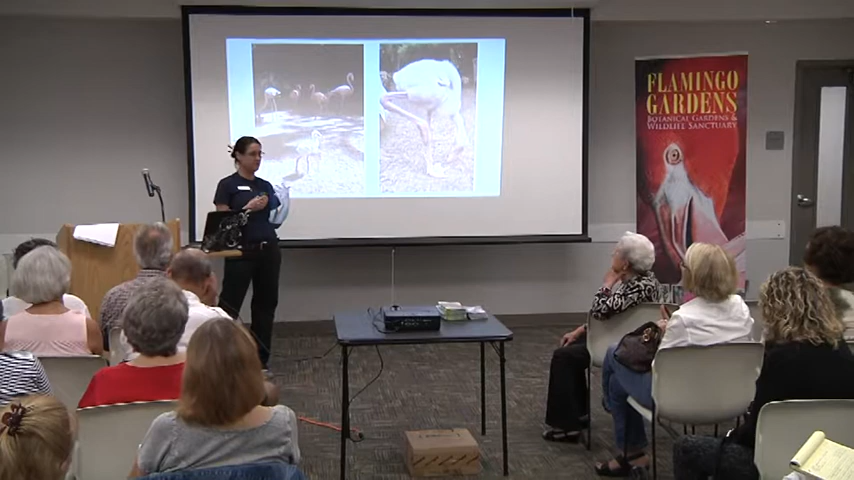 FLAMINGO
GARDENS
BOTANICAL GARDENS &
WILDLIFE SANCTUARY